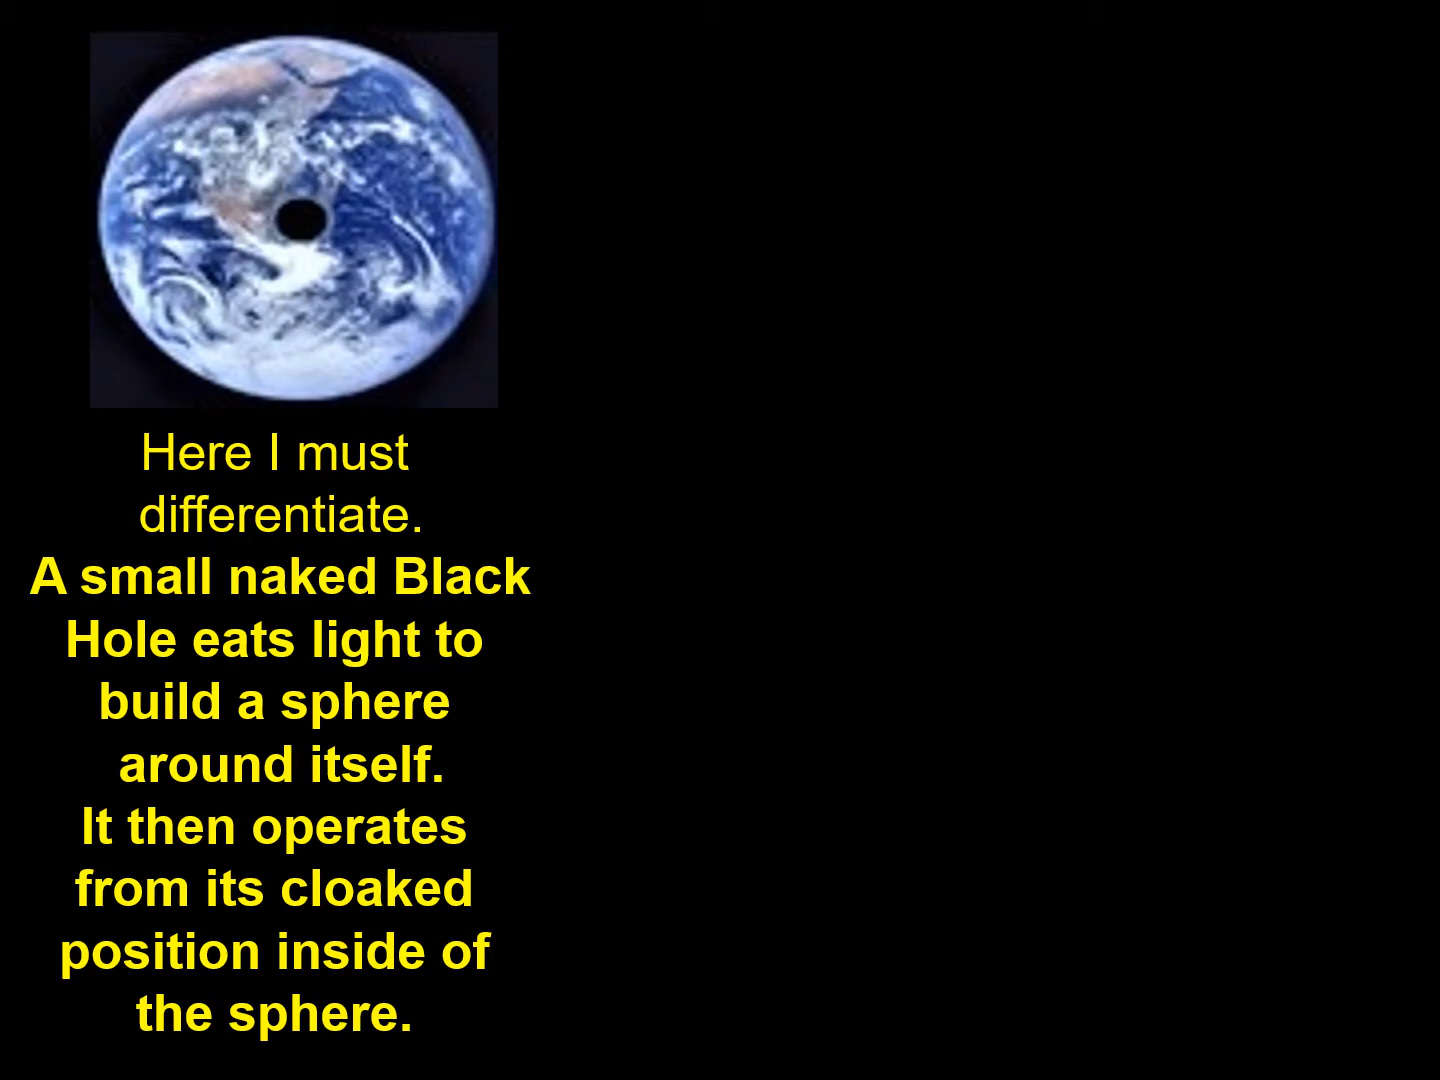 Here I must
differentiate.
A small naked Black
Hole eats light to
build a sphere
around itself.
It then operates
from its cloaked
position inside of
the sphere.